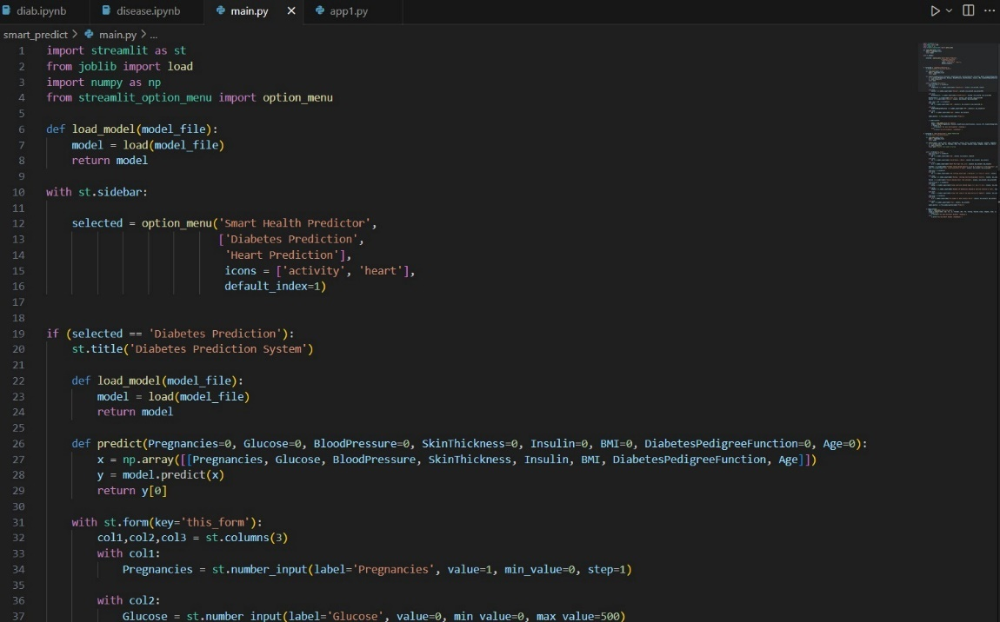 diab.ipynb disease.ipynb main.py × app1.py
smart_predict > main.py > ...
1 import streamlit as st
2 from joblib import load
3 import numpy as np
4 from streamlit_option_menu import option_menu
5
6 def load_model(model_file):
7     model = load(model_file)
8     return model
9
10 with st.sidebar:
11
12     selected = option_menu('Smart Health Predictor',
13                            ['Diabetes Prediction',
14                             'Heart Prediction'],
15                             icons = ['activity', 'heart'],
16                             default_index=1)
17
18
19 if (selected == 'Diabetes Prediction'):
20     st.title('Diabetes Prediction System')
21
22     def load_model(model_file):
23         model = load(model_file)
24         return model
25
26     def predict(Pregnancies=0, Glucose=0, BloodPressure=0, SkinThickness=0, Insulin=0, BMI=0, DiabetesPedigreeFunction=0, Age=0):
27         x = np.array([[Pregnancies, Glucose, BloodPressure, SkinThickness, Insulin, BMI, DiabetesPedigreeFunction, Age]])
28         y = model.predict(x)
29         return y[0]
30
31     with st.form(key='this_form'):
32         col1,col2,col3 = st.columns(3)
33         with col1:
34             Pregnancies = st.number_input(label='Pregnancies', value=1, min_value=0, step=1)
35
36         with col2:
37             Glucose = st.number_input(label='Glucose', value=0, min_value=0, max_value=500)